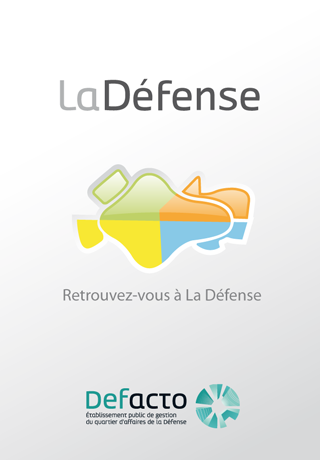 LaDéfense
Retrouvez-vous à La Défense
Defacto
Établissement public de gestion
du quartier d'affaires de la Défense